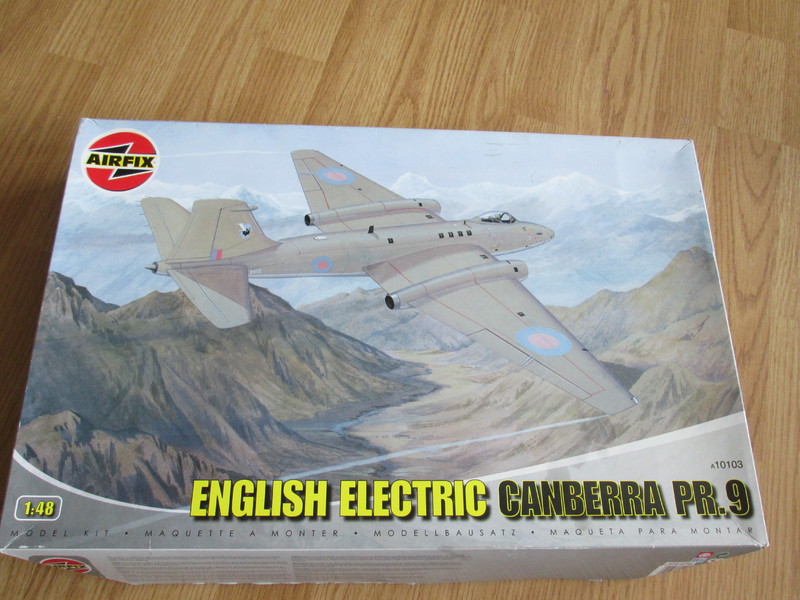 AIRFIX
A10103
ENGLISH ELECTRIC CANBERRA PR.9
1:48
MODEL KIT • MAQUETTE A MONTER • MODELLBAUSATZ • MAQUETA PARA MONTAR